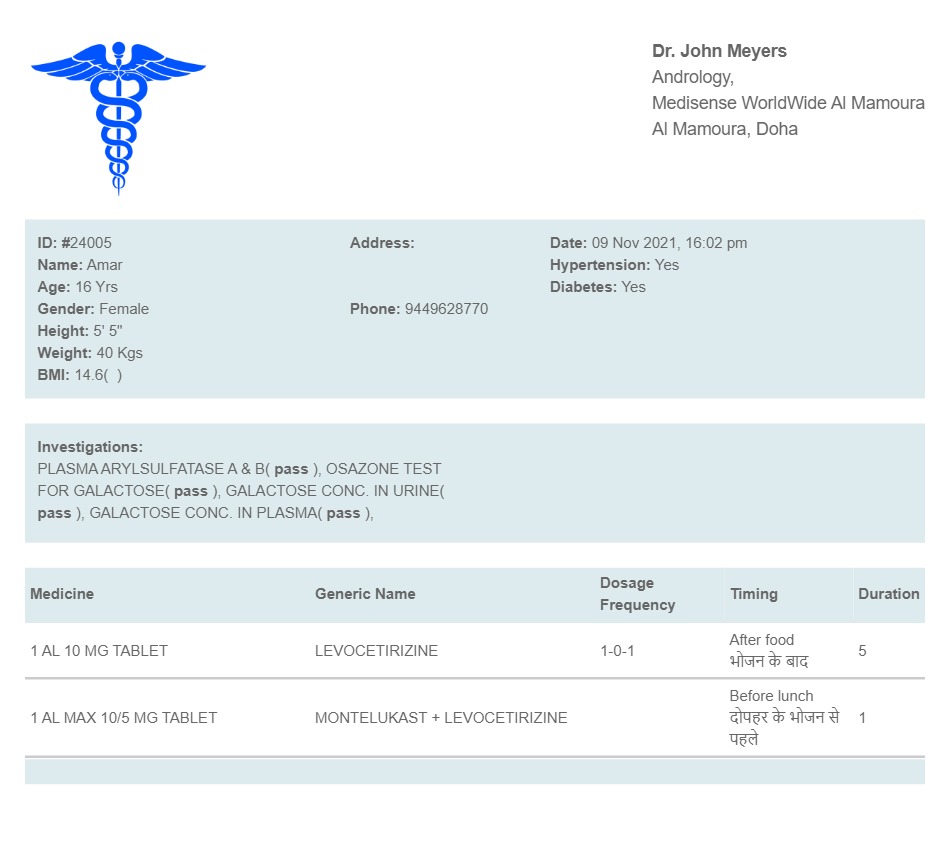 Dr. John Meyers
Andrology,
Medisense WorldWide Al Mamoura
Al Mamoura, Doha
ID: #24005
Name: Amar
Age: 16 Yrs
Gender: Female
Height: 5' 5"
Weight: 40 Kgs
BMI: 14.6( )
Address:
Phone: 9449628770
Date: 09 Nov 2021, 16:02 pm
Hypertension: Yes
Diabetes: Yes
Investigations:
PLASMA ARYLSULFATASE A & B( pass ), OSAZONE TEST
FOR GALACTOSE( pass ), GALACTOSE CONC. IN URINE(
pass ), GALACTOSE CONC. IN PLASMA( pass ),
Medicine Generic Name Dosage Frequency Timing Duration
1 AL 10 MG TABLET LEVOCETIRIZINE 1-0-1 After food 5
भोजन के बाद
1 AL MAX 10/5 MG TABLET MONTELUKAST + LEVOCETIRIZINE Before lunch 1
दोपहर के भोजन से
पहले